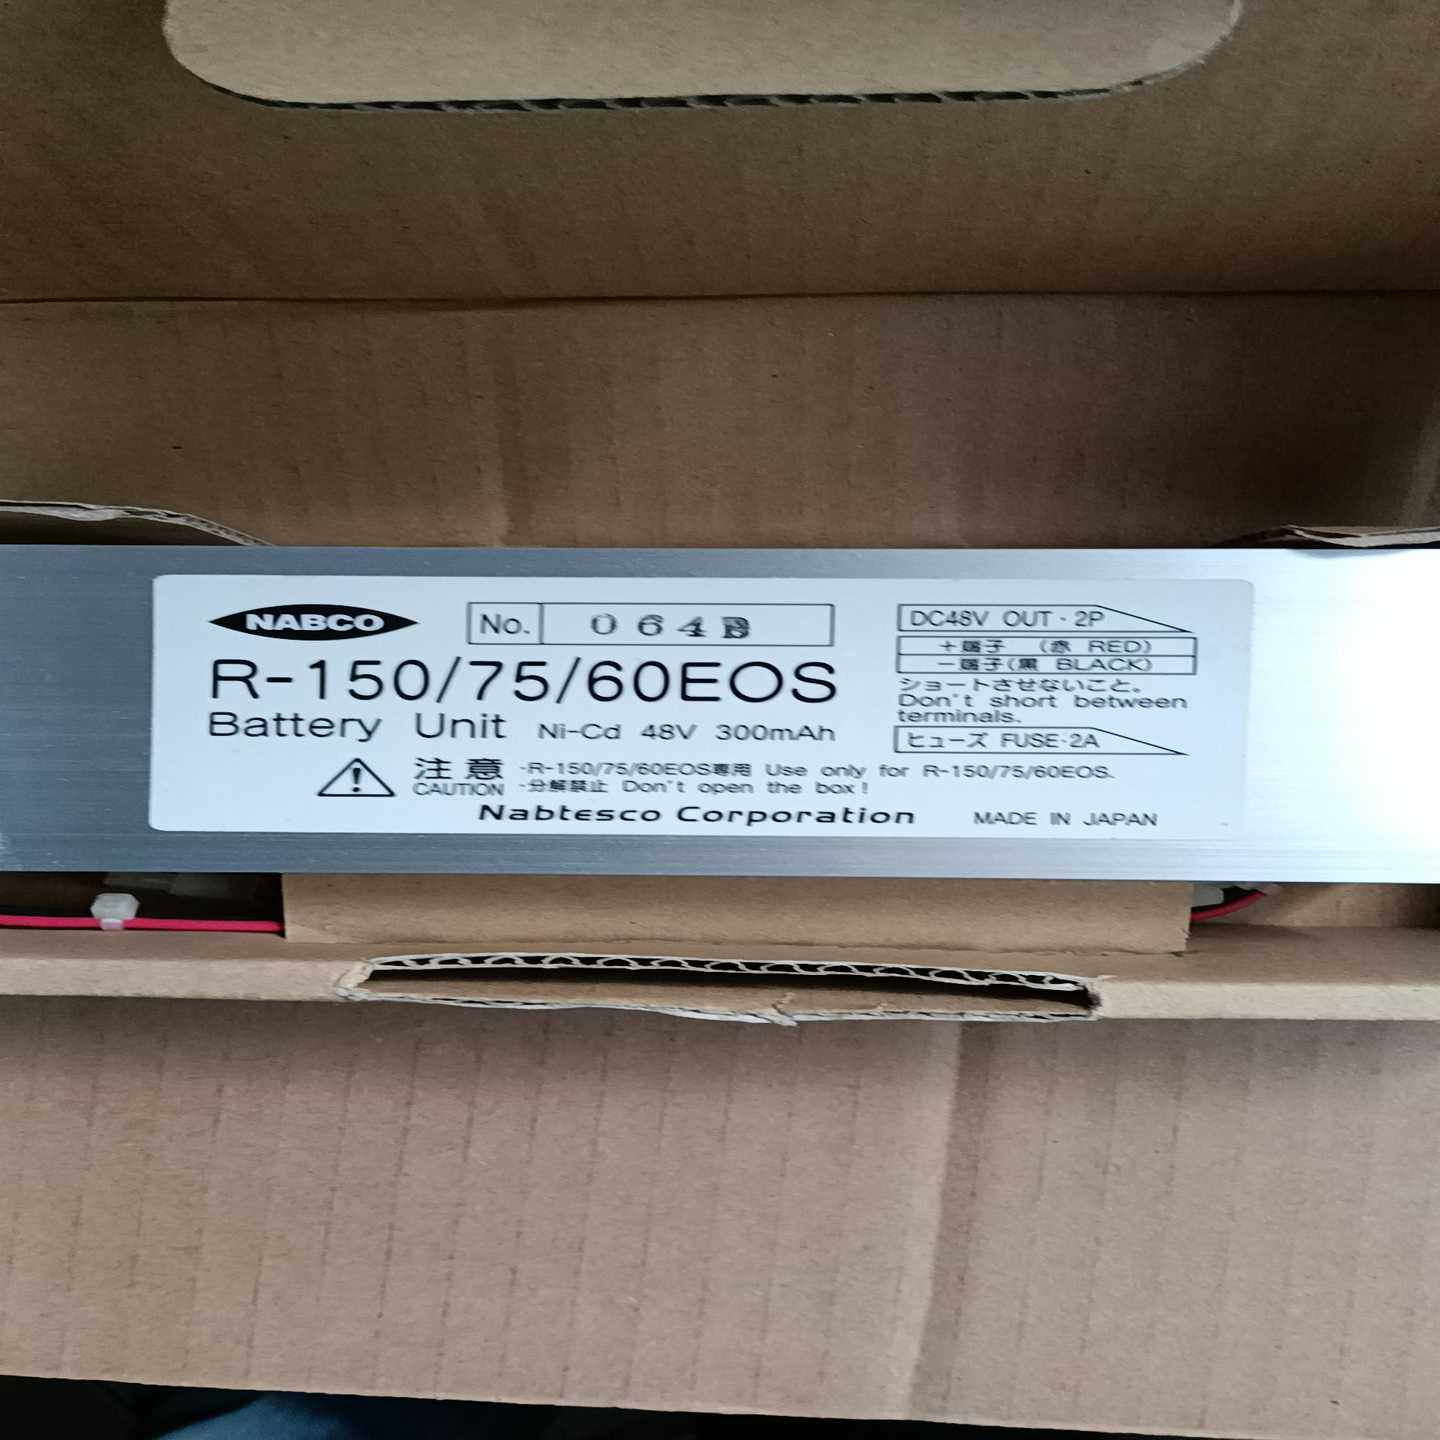 NABCO
No. 064B
R-150/75/60EOS
Battery Unit Ni-Cd 48V 300mAh
注意
CAUTION
・R-150/75/60EOS専用 Use only for R-150/75/60EOS.
・分解禁止 Don't open the box!
Nabtesco Corporation
DC48V OUT・2P
＋端子 (赤 RED)
－端子(黒 BLACK)
ショートさせないこと。
Don't short between
terminals.
ヒューズ FUSE・2A
MADE IN JAPAN